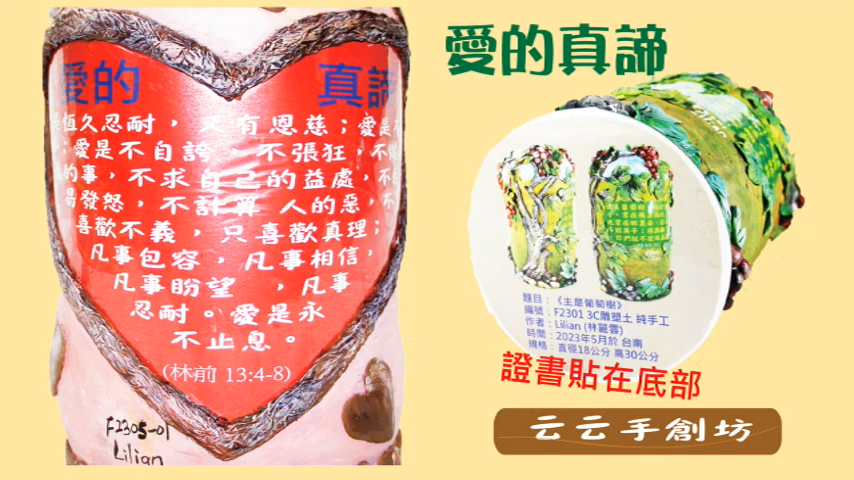 愛的 真諦
恆久忍耐，又有恩慈；愛是不
；愛是不自誇，不張狂，不
的事，不求自己的益處，不
易發怒，不計算 人的惡，不
喜歡不義，只喜歡真理；
凡事包容，凡事相信，
凡事盼望 ，凡事
忍耐。愛是永
不止息。
(林前 13:4-8)
F2305-01
Lilian
愛的真諦
題目：《主是葡萄樹》
編號：F2301 3C雕塑土 純手工
作者：Lilian (林麗雲)
時間：2023年5月於 台南
規格：直徑18公分 高30公分
證書貼在底部
云云手創坊